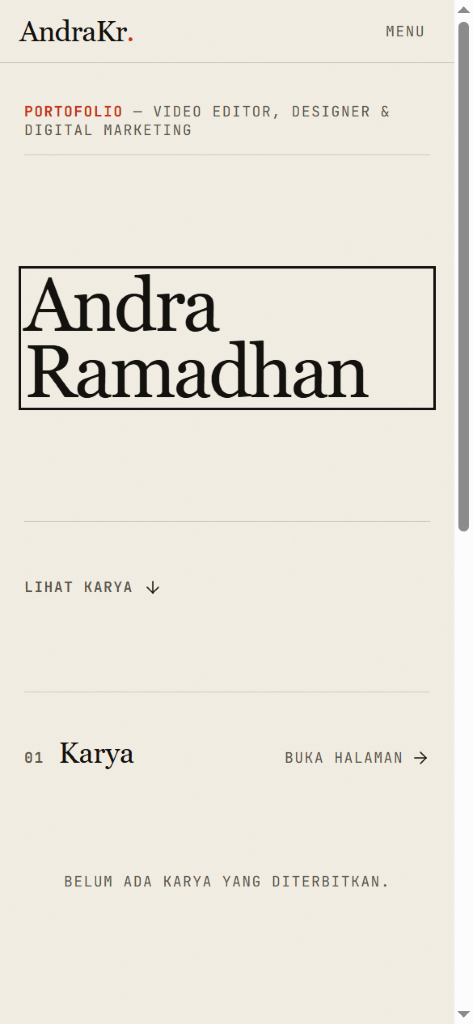 AndraKr.
MENU
PORTOFOLIO — VIDEO EDITOR, DESIGNER &
DIGITAL MARKETING
Andra
Ramadhan
LIHAT KARYA ↓
01 Karya
BUKA HALAMAN →
BELUM ADA KARYA YANG DITERBITKAN.